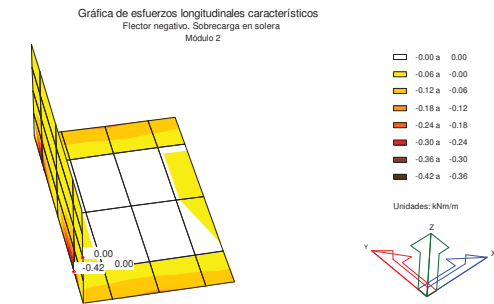 Gráfica de esfuerzos longitudinales característicos
Flector negativo. Sobrecarga en solera
Módulo 2
-0.00 a 0.00
-0.06 a -0.00
-0.12 a -0.06
-0.18 a -0.12
-0.24 a -0.18
-0.30 a -0.24
-0.36 a -0.30
-0.42 a -0.36
Unidades: kNm/m
Z
Y
X
0.00
-0.42 0.00